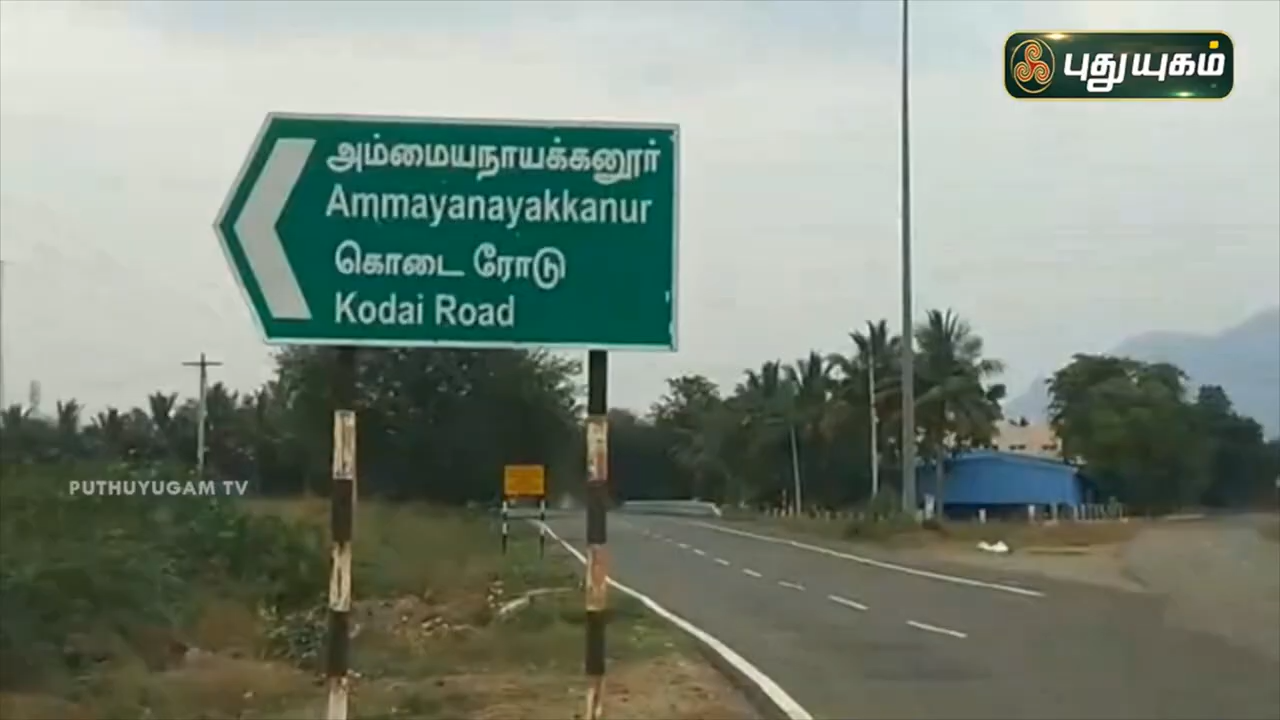 புதுயுகம்
அம்மையநாயக்கனூர்
Ammayanayakkanur
கொடை ரோடு
Kodai Road
PUTHUYUGAM TV